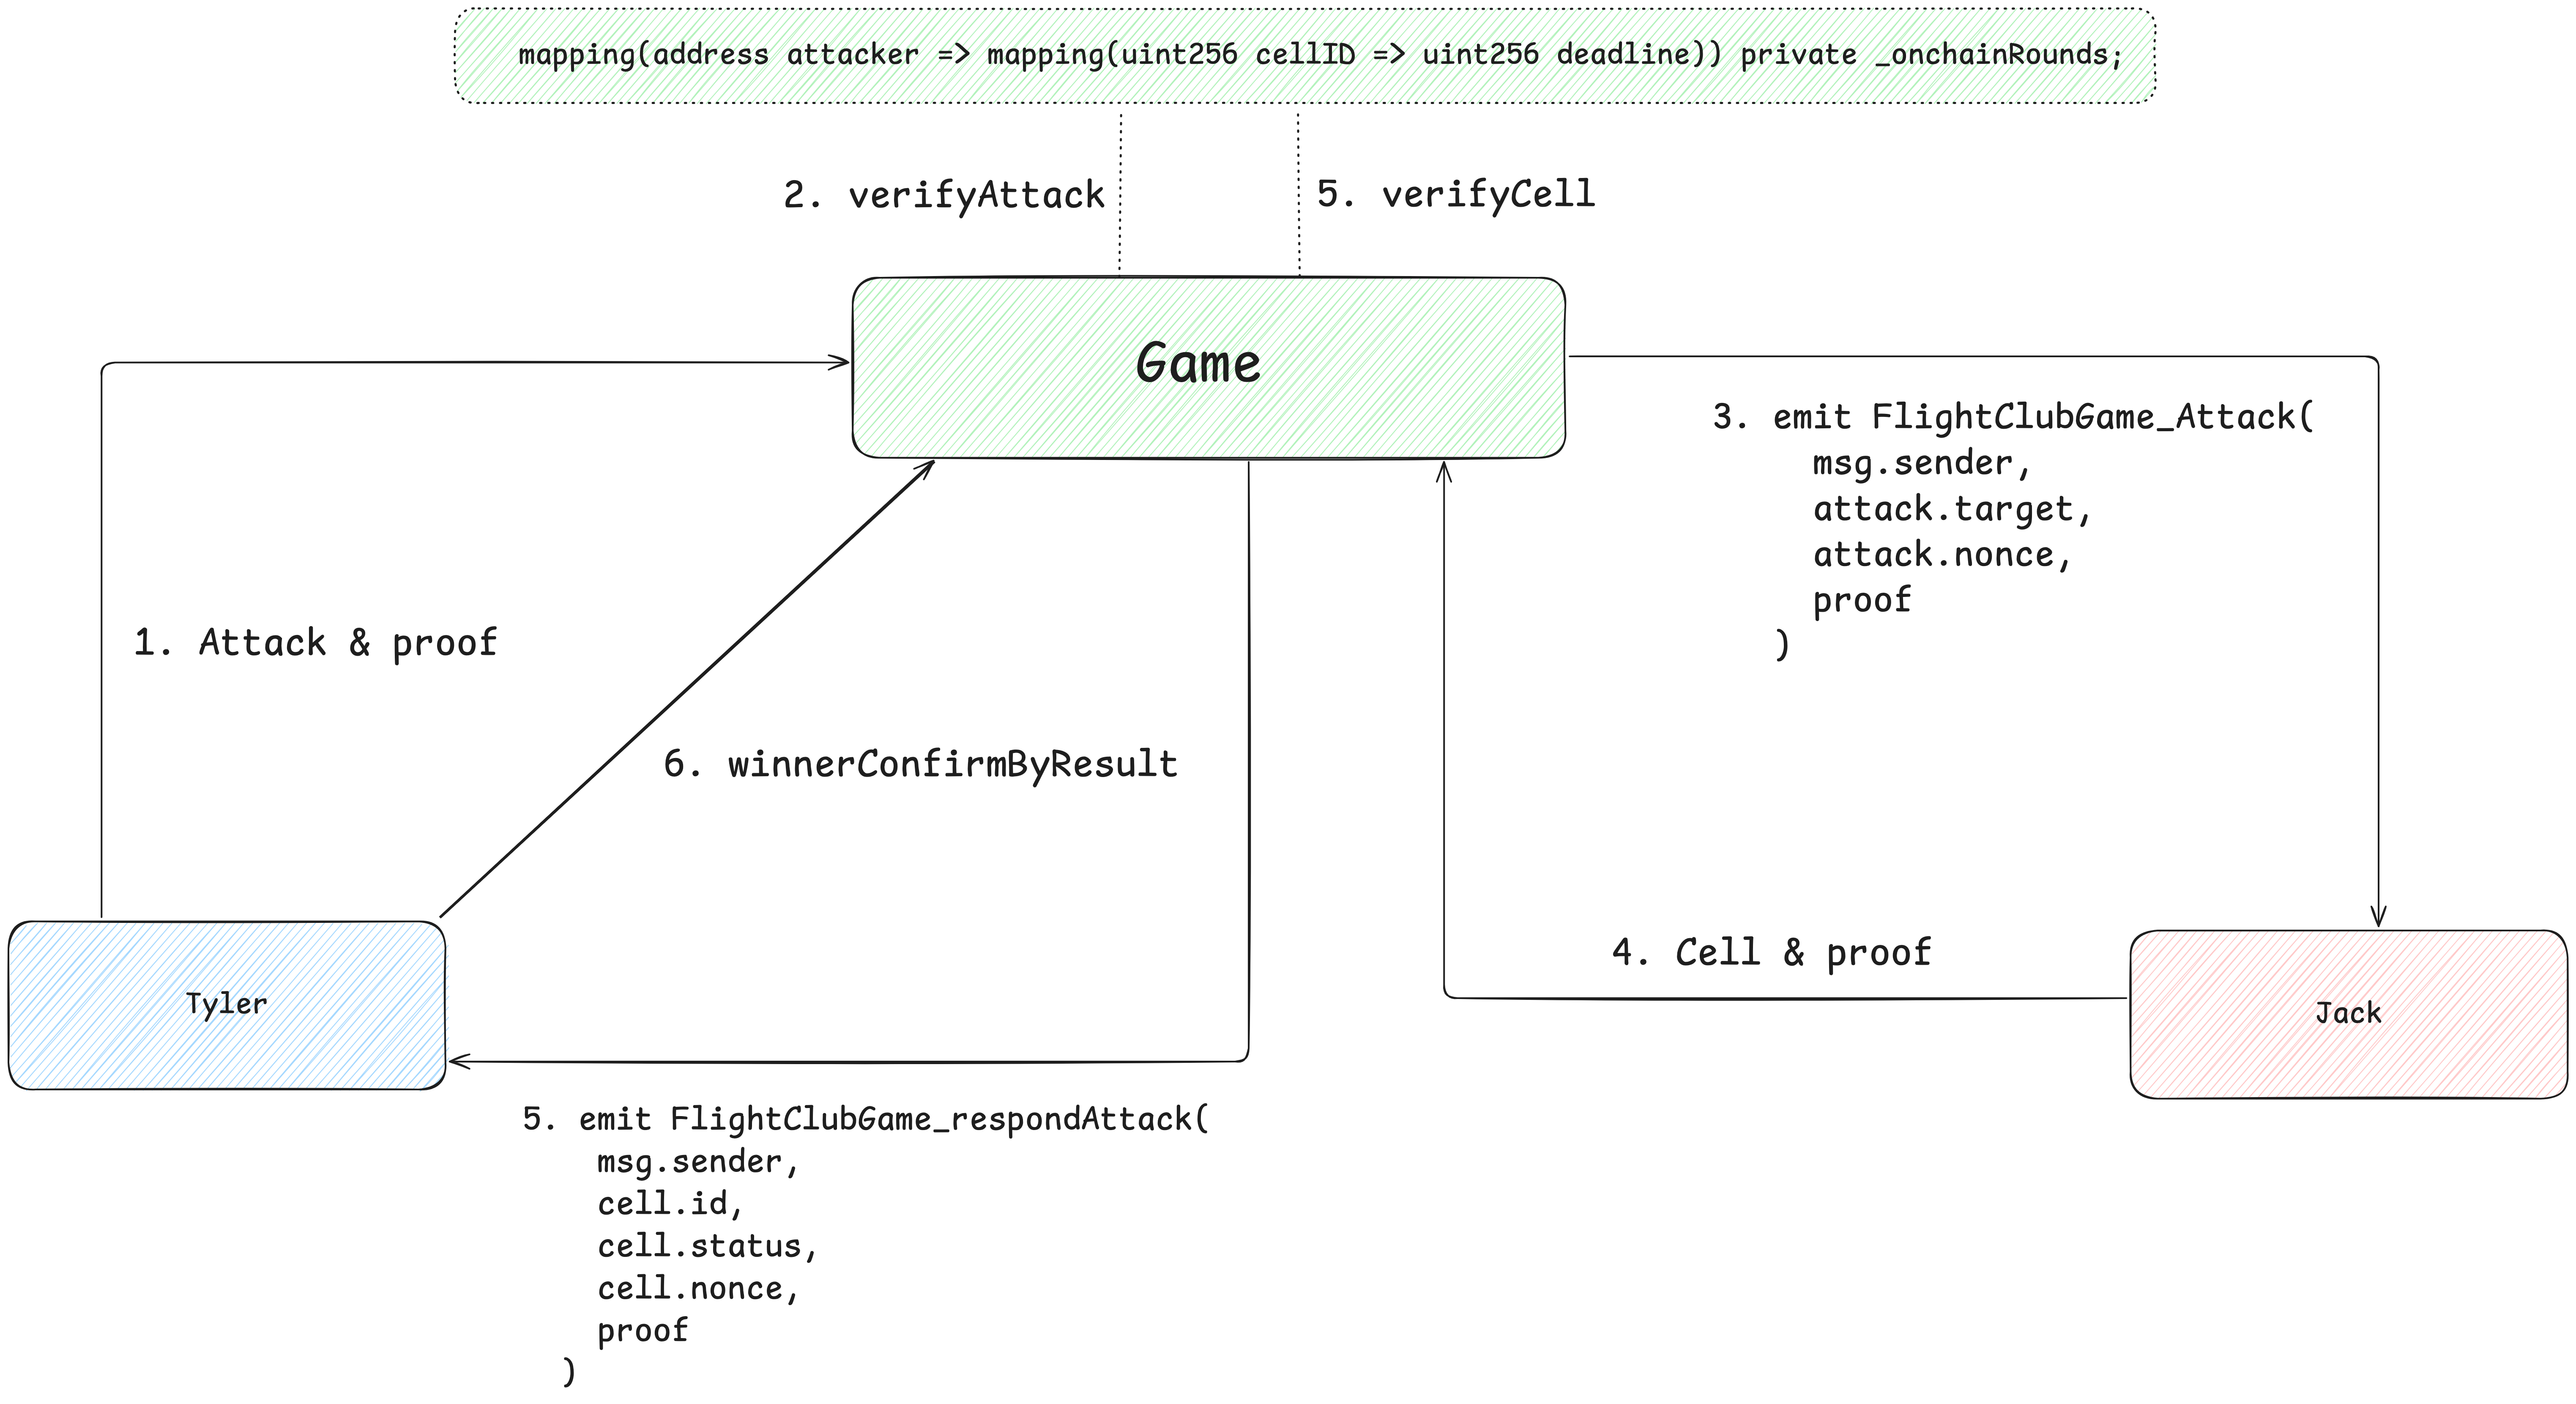 mapping(address attacker => mapping(uint256 cellID => uint256 deadline)) private _onchainRounds;
2. verifyAttack
5. verifyCell
Game
3. emit FlightClubGame_Attack(
msg.sender,
attack.target,
attack.nonce,
proof
)
1. Attack & proof
6. winnerConfirmByResult
4. Cell & proof
Tyler
Jack
5. emit FlightClubGame_respondAttack(
msg.sender,
cell.id,
cell.status,
cell.nonce,
proof
)